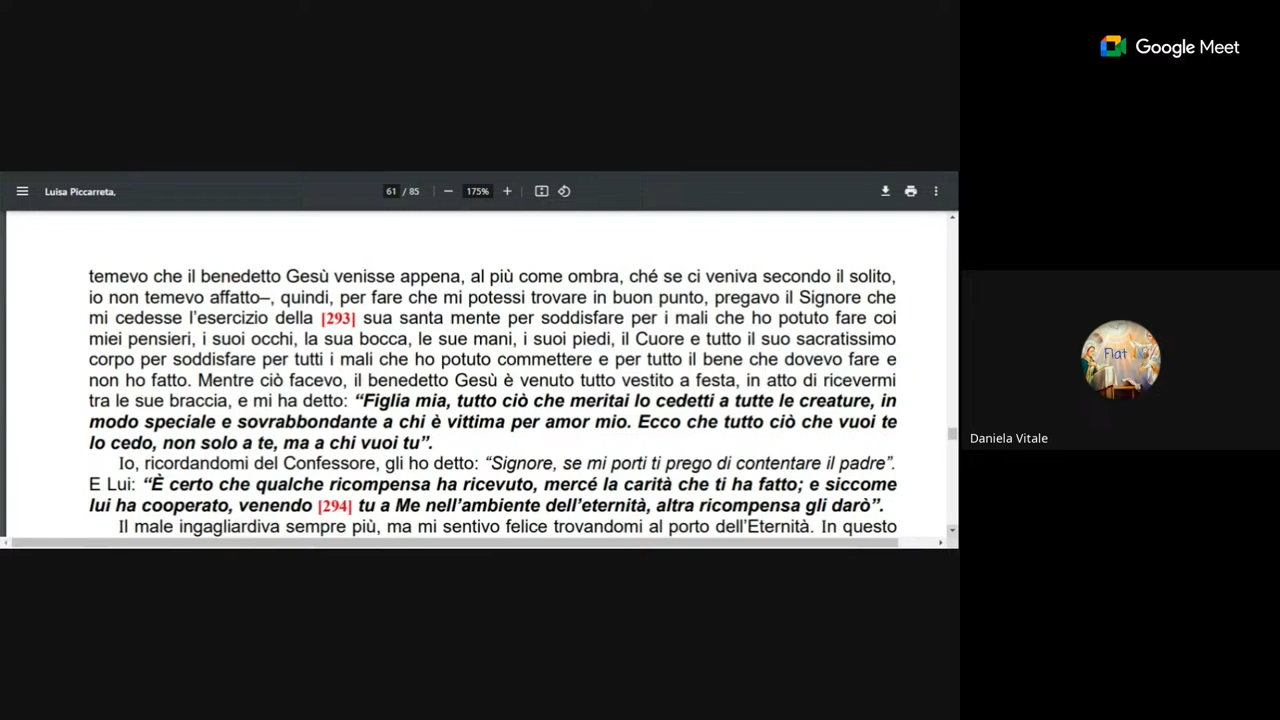 Google Meet
Luisa Piccarreta,
61 / 85
175%
temevo che il benedetto Gesù venisse appena, al più come ombra, ché se ci veniva secondo il solito,
io non temevo affatto–, quindi, per fare che mi potessi trovare in buon punto, pregavo il Signore che
mi cedesse l'esercizio della [293] sua santa mente per soddisfare per i mali che ho potuto fare coi
miei pensieri, i suoi occhi, la sua bocca, le sue mani, i suoi piedi, il Cuore e tutto il suo sacratissimo
corpo per soddisfare per tutti i mali che ho potuto commettere e per tutto il bene che dovevo fare e
non ho fatto. Mentre ciò facevo, il benedetto Gesù è venuto tutto vestito a festa, in atto di ricevermi
tra le sue braccia, e mi ha detto: “Figlia mia, tutto ciò che meritai lo cedetti a tutte le creature, in
modo speciale e sovrabbondante a chi è vittima per amor mio. Ecco che tutto ciò che vuoi te
lo cedo, non solo a te, ma a chi vuoi tu”.
Io, ricordandomi del Confessore, gli ho detto: “Signore, se mi porti ti prego di contentare il padre”.
E Lui: “È certo che qualche ricompensa ha ricevuto, mercé la carità che ti ha fatto; e siccome
lui ha cooperato, venendo [294] tu a Me nell'ambiente dell'eternità, altra ricompensa gli darò”.
Il male ingagliardiva sempre più, ma mi sentivo felice trovandomi al porto dell'Eternità. In questo
Fiat
Daniela Vitale